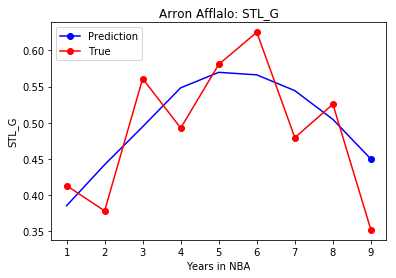 Arron Afflalo: STL_G
Prediction
True
0.60
0.55
0.50
0.45
0.40
0.35
STL_G
1 2 3 4 5 6 7 8 9
Years in NBA